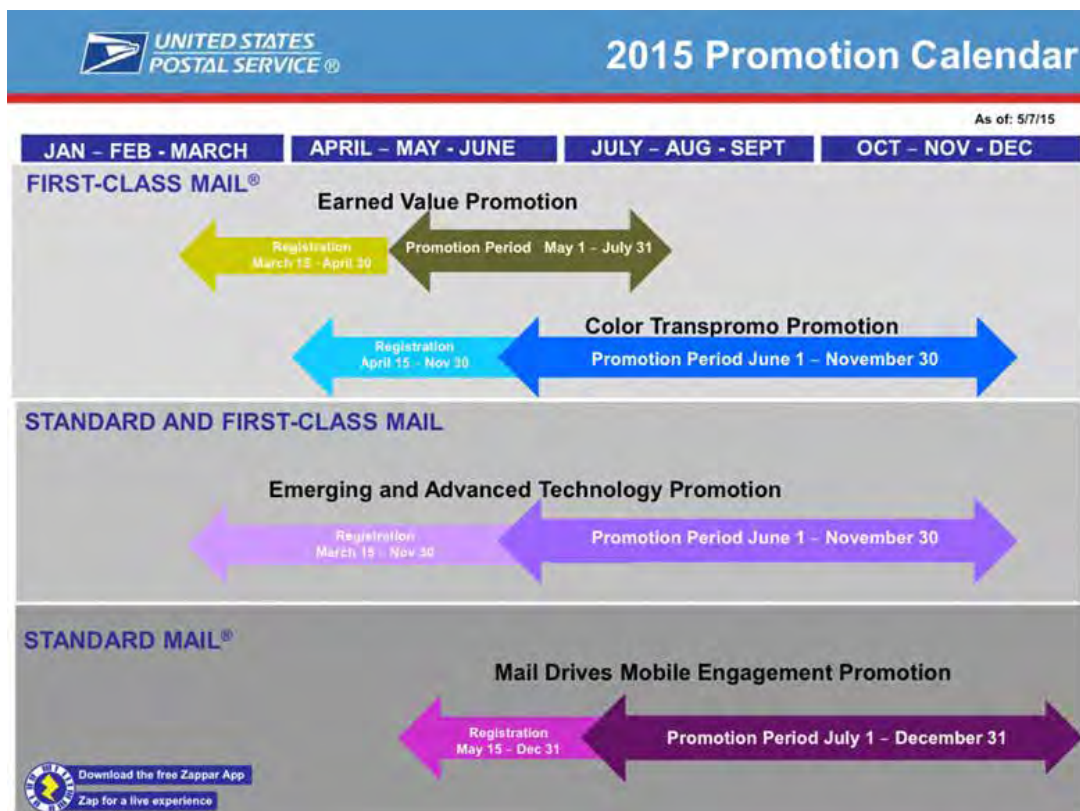 UNITED STATES
POSTAL SERVICE ®
2015 Promotion Calendar
As of: 5/7/15
JAN – FEB - MARCH
APRIL – MAY - JUNE
JULY – AUG - SEPT
OCT – NOV - DEC
FIRST-CLASS MAIL®
Earned Value Promotion
Registration
March 15 - April 30
Promotion Period May 1 – July 31
Color Transpromo Promotion
Registration
April 15 – Nov 30
Promotion Period June 1 – November 30
STANDARD AND FIRST-CLASS MAIL
Emerging and Advanced Technology Promotion
Registration
March 15 – Nov 30
Promotion Period June 1 – November 30
STANDARD MAIL®
Mail Drives Mobile Engagement Promotion
Registration
May 15 – Dec 31
Promotion Period July 1 – December 31
Download the free Zappar App
Zap for a live experience